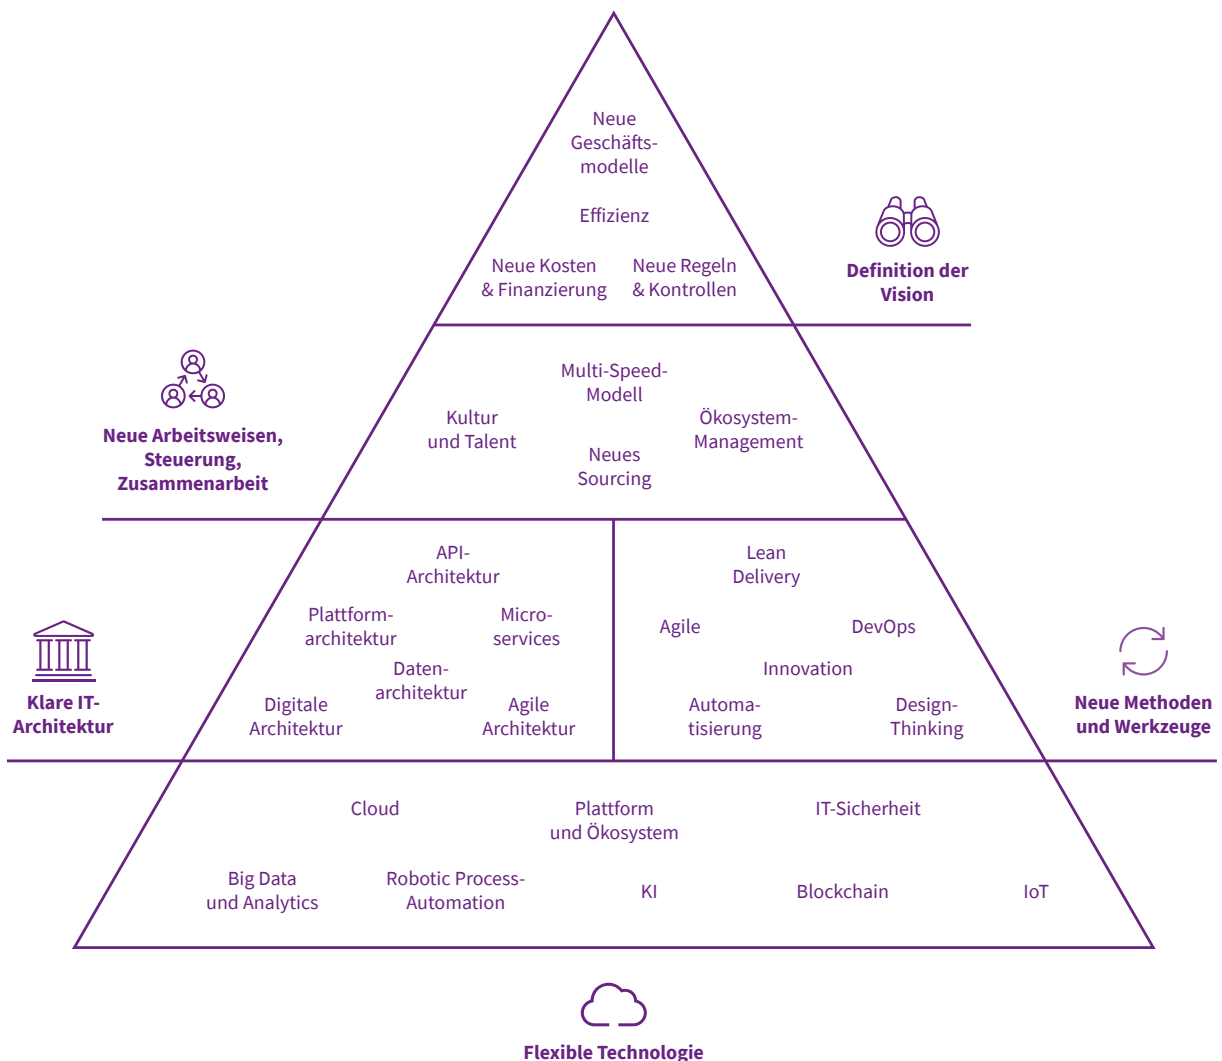 Neue
Geschäfts-
modelle
Effizienz
Neue Kosten
& Finanzierung
Neue Regeln
& Kontrollen
Definition der
Vision
Multi-Speed-
Modell
Kultur
und Talent
Ökosystem-
Management
Neues
Sourcing
Neue Arbeitsweisen,
Steuerung,
Zusammenarbeit
API-
Architektur
Plattform-
architektur
Micro-
services
Daten-
architektur
Digitale
Architektur
Agile
Architektur
Klare IT-
Architektur
Lean
Delivery
Agile
DevOps
Innovation
Automa-
tisierung
Design-
Thinking
Neue Methoden
und Werkzeuge
Cloud
Plattform
und Ökosystem
IT-Sicherheit
Big Data
und Analytics
Robotic Process-
Automation
KI
Blockchain
IoT
Flexible Technologie